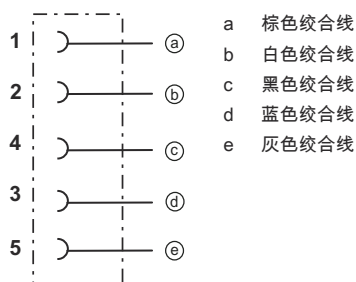 1 ⓐ
2 ⓑ
4 ⓒ
3 ⓓ
5 ⓔ
a 棕色绞合线
b 白色绞合线
c 黑色绞合线
d 蓝色绞合线
e 灰色绞合线